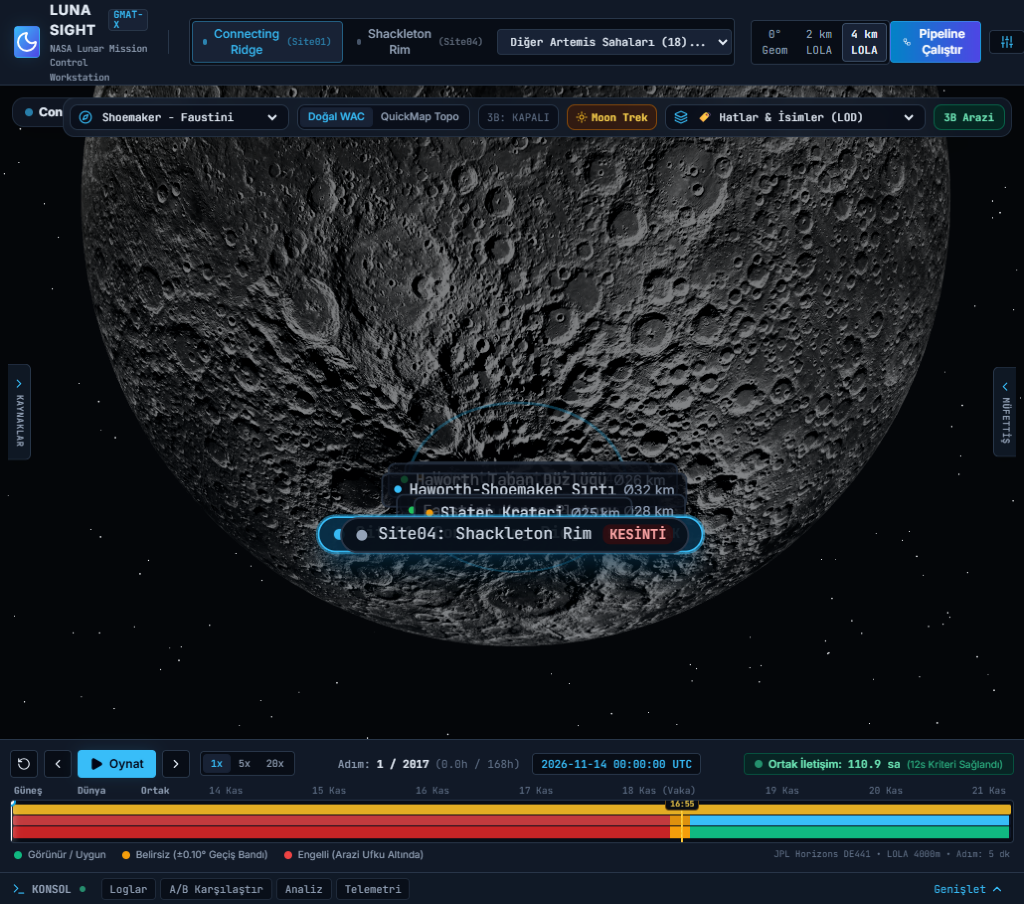 LUNA
SIGHT
GMAT-
X
NASA Lunar Mission
Control
Workstation
Connecting
Ridge
(Site01)
Shackleton
Rim
(Site04)
Diğer Artemis Sahaları (18)...
0°
Geom
2 km
LOLA
4 km
LOLA
Pipeline
Çalıştır
Con
Shoemaker - Faustini
Doğal WAC
QuickMap Topo
3B: KAPALI
Moon Trek
Hatlar & İsimler (LOD)
3B Arazi
KAYNAKLAR
MÜFETTİŞ
Haworth Taban Düzlüğü Ø26 km
Haworth-Shoemaker Sırtı Ø32 km
Slater Krateri Ø25 km
Ø28 km
Site04: Shackleton Rim KESİNTİ
Oynat
1x
5x
20x
Adım: 1 / 2017 (0.0h / 168h)
2026-11-14 00:00:00 UTC
Ortak İletişim: 110.9 sa (12s Kriteri Sağlandı)
Güneş
Dünya
Ortak
14 Kas
15 Kas
16 Kas
17 Kas
18 Kas (Vaka)
19 Kas
20 Kas
21 Kas
16:55
Görünür / Uygun
Belirsiz (±0.10° Geçiş Bandı)
Engelli (Arazi Ufku Altında)
JPL Horizons DE441 • LOLA 4000m • Adım: 5 dk
KONSOL
Loglar
A/B Karşılaştır
Analiz
Telemetri
Genişlet